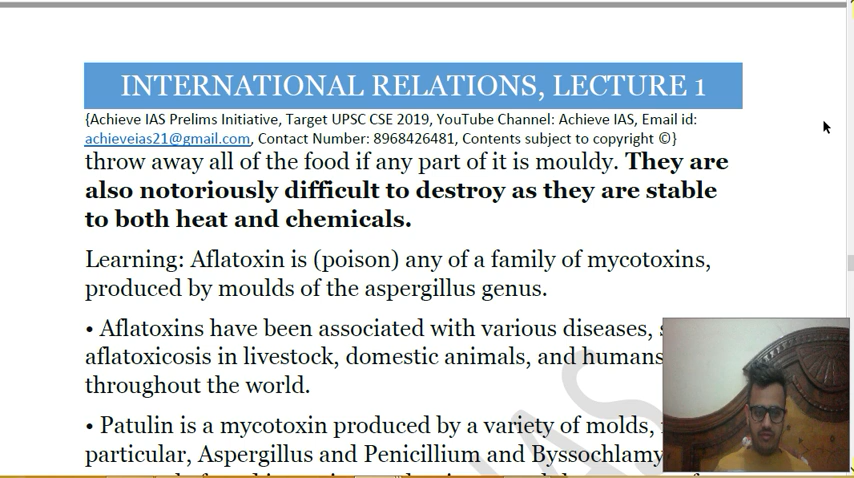 INTERNATIONAL RELATIONS, LECTURE 1
{Achieve IAS Prelims Initiative, Target UPSC CSE 2019, YouTube Channel: Achieve IAS, Email id:
achieveias21@gmail.com, Contact Number: 8968426481, Contents subject to copyright ©}
throw away all of the food if any part of it is mouldy. They are
also notoriously difficult to destroy as they are stable
to both heat and chemicals.
Learning: Aflatoxin is (poison) any of a family of mycotoxins,
produced by moulds of the aspergillus genus.
• Aflatoxins have been associated with various diseases,
aflatoxicosis in livestock, domestic animals, and humans
throughout the world.
• Patulin is a mycotoxin produced by a variety of molds,
particular, Aspergillus and Penicillium and Byssochlamy